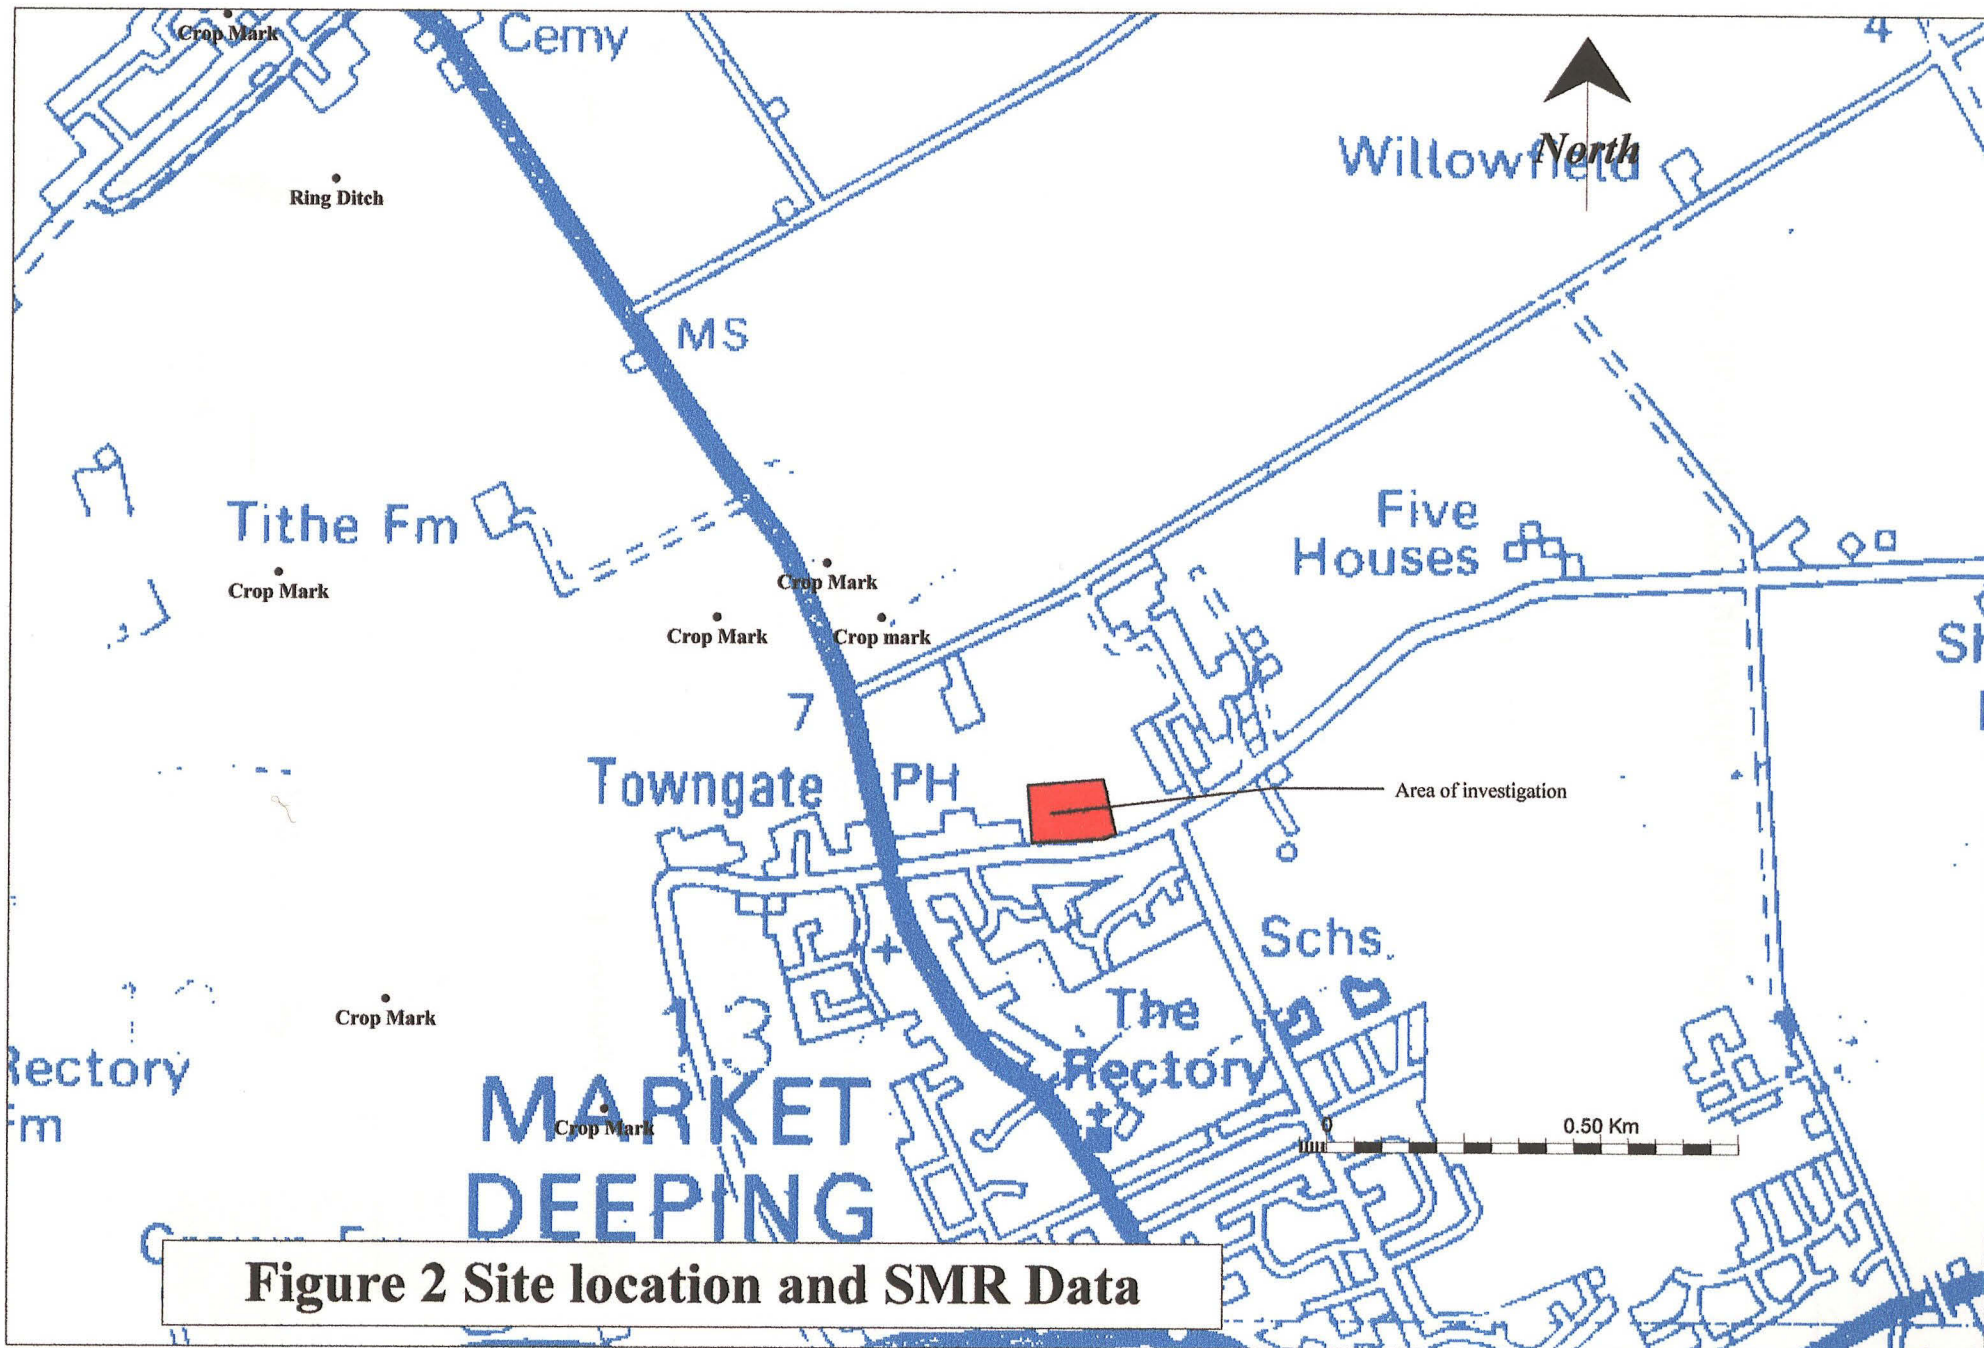 Crop Mark
Cemy
4
Willowfield
North
Ring Ditch
MS
Tithe Fm
Five
Houses
Crop Mark
Crop Mark
Crop Mark
Crop mark
7
Towngate
PH
Area of investigation
Schs.
Crop Mark
13
The
Rectory
Rectory
MARKET
DEEPING
Crop Mark
0
0.50 Km
Figure 2 Site location and SMR Data